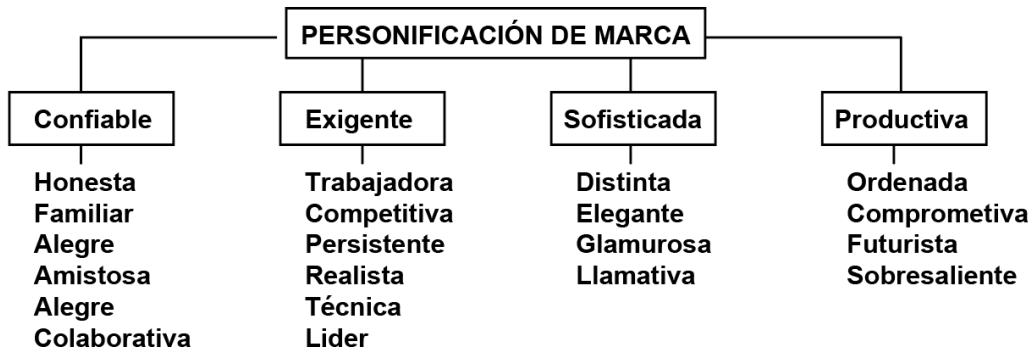 PERSONIFICACIÓN DE MARCA
Confiable
Honesta
Familiar
Alegre
Amistosa
Alegre
Colaborativa
Exigente
Trabajadora
Competitiva
Persistente
Realista
Técnica
Lider
Sofisticada
Distinta
Elegante
Glamurosa
Llamativa
Productiva
Ordenada
Comprometiva
Futurista
Sobresaliente